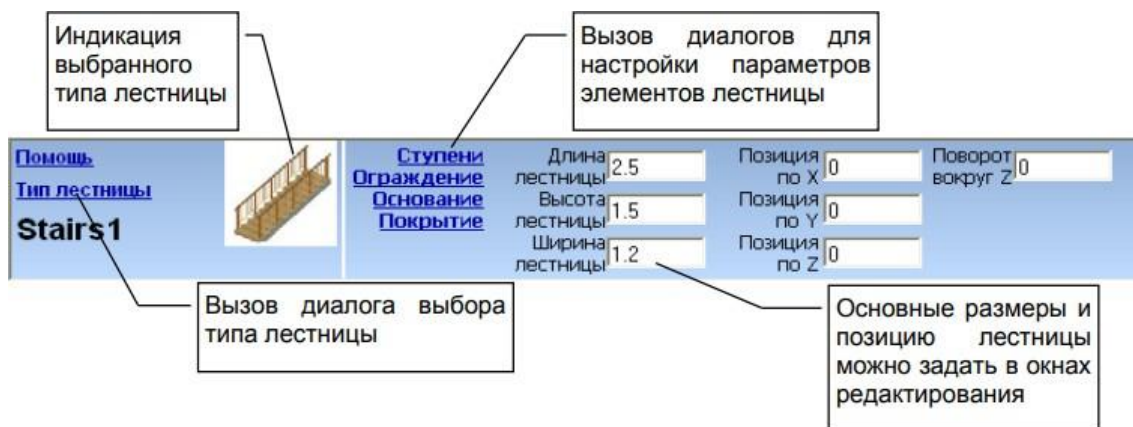 Индикация
выбранного
типа лестницы
Вызов диалогов для
настройки параметров
элементов лестницы
Помощь
Тип лестницы
Stairs1
Ступени
Ограждение
Основание
Покрытие
Длина
лестницы 2.5
Высота
лестницы 1.5
Ширина
лестницы 1.2
Позиция
по X 0
Позиция
по Y 0
Позиция
по Z 0
Поворот
вокруг Z 0
Вызов диалога выбора
типа лестницы
Основные размеры и
позицию лестницы
можно задать в окнах
редактирования